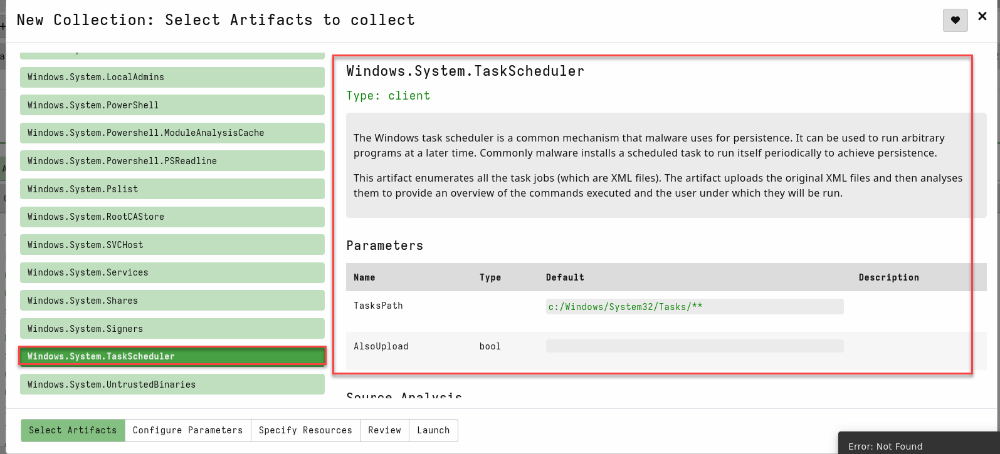 New Collection: Select Artifacts to collect
Windows.System.LocalAdmins
Windows.System.PowerShell
Windows.System.Powershell.ModuleAnalysisCache
Windows.System.Powershell.PSReadline
Windows.System.Pslist
Windows.System.RootCAStore
Windows.System.SVCHost
Windows.System.Services
Windows.System.Shares
Windows.System.Signers
Windows.System.TaskScheduler
Windows.System.UntrustedBinaries
Windows.System.TaskScheduler
Type: client
The Windows task scheduler is a common mechanism that malware uses for persistence. It can be used to run arbitrary
programs at a later time. Commonly malware installs a scheduled task to run itself periodically to achieve persistence.
This artifact enumerates all the task jobs (which are XML files). The artifact uploads the original XML files and then analyses
them to provide an overview of the commands executed and the user under which they will be run.
Parameters
Name Type Default Description
TasksPath c:/Windows/System32/Tasks/**
AlsoUpload bool
Source Analysis
Select Artifacts Configure Parameters Specify Resources Review Launch
Error: Not Found